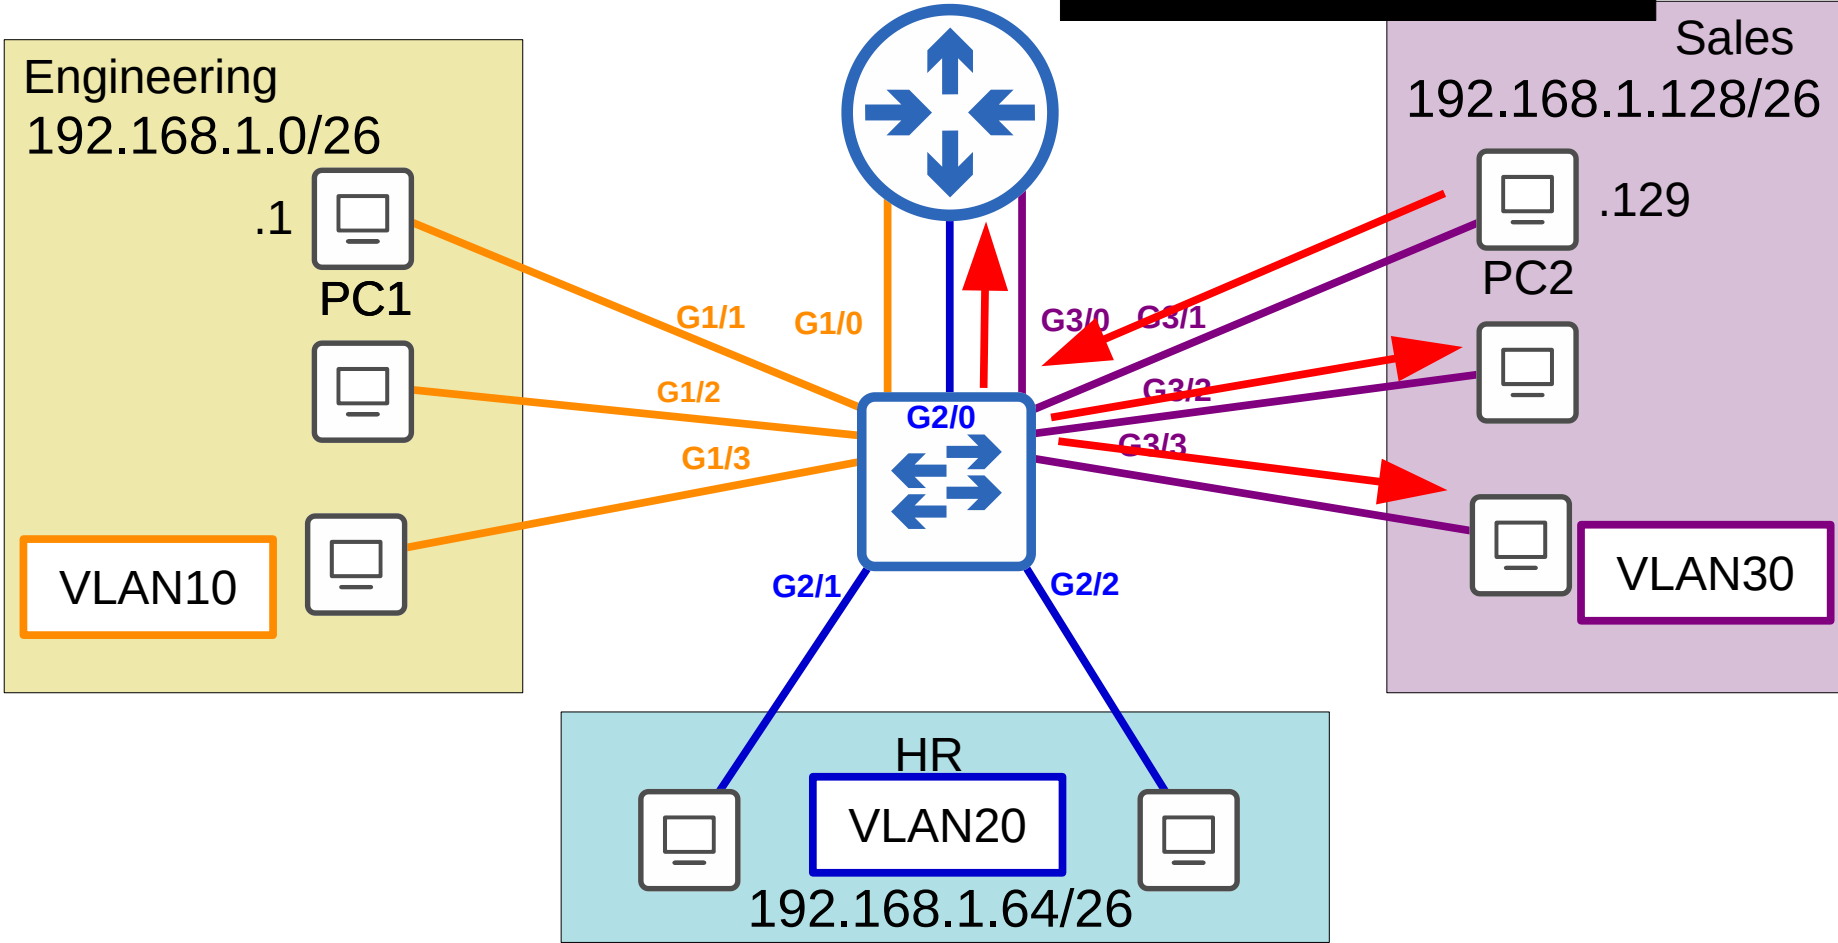 Engineering
192.168.1.0/26
.1
PC1
VLAN10
G1/1
G1/0
G1/2
G1/3
G2/0
G3/0
G3/1
G3/2
G3/3
G2/1
G2/2
Sales
192.168.1.128/26
.129
PC2
VLAN30
HR
VLAN20
192.168.1.64/26